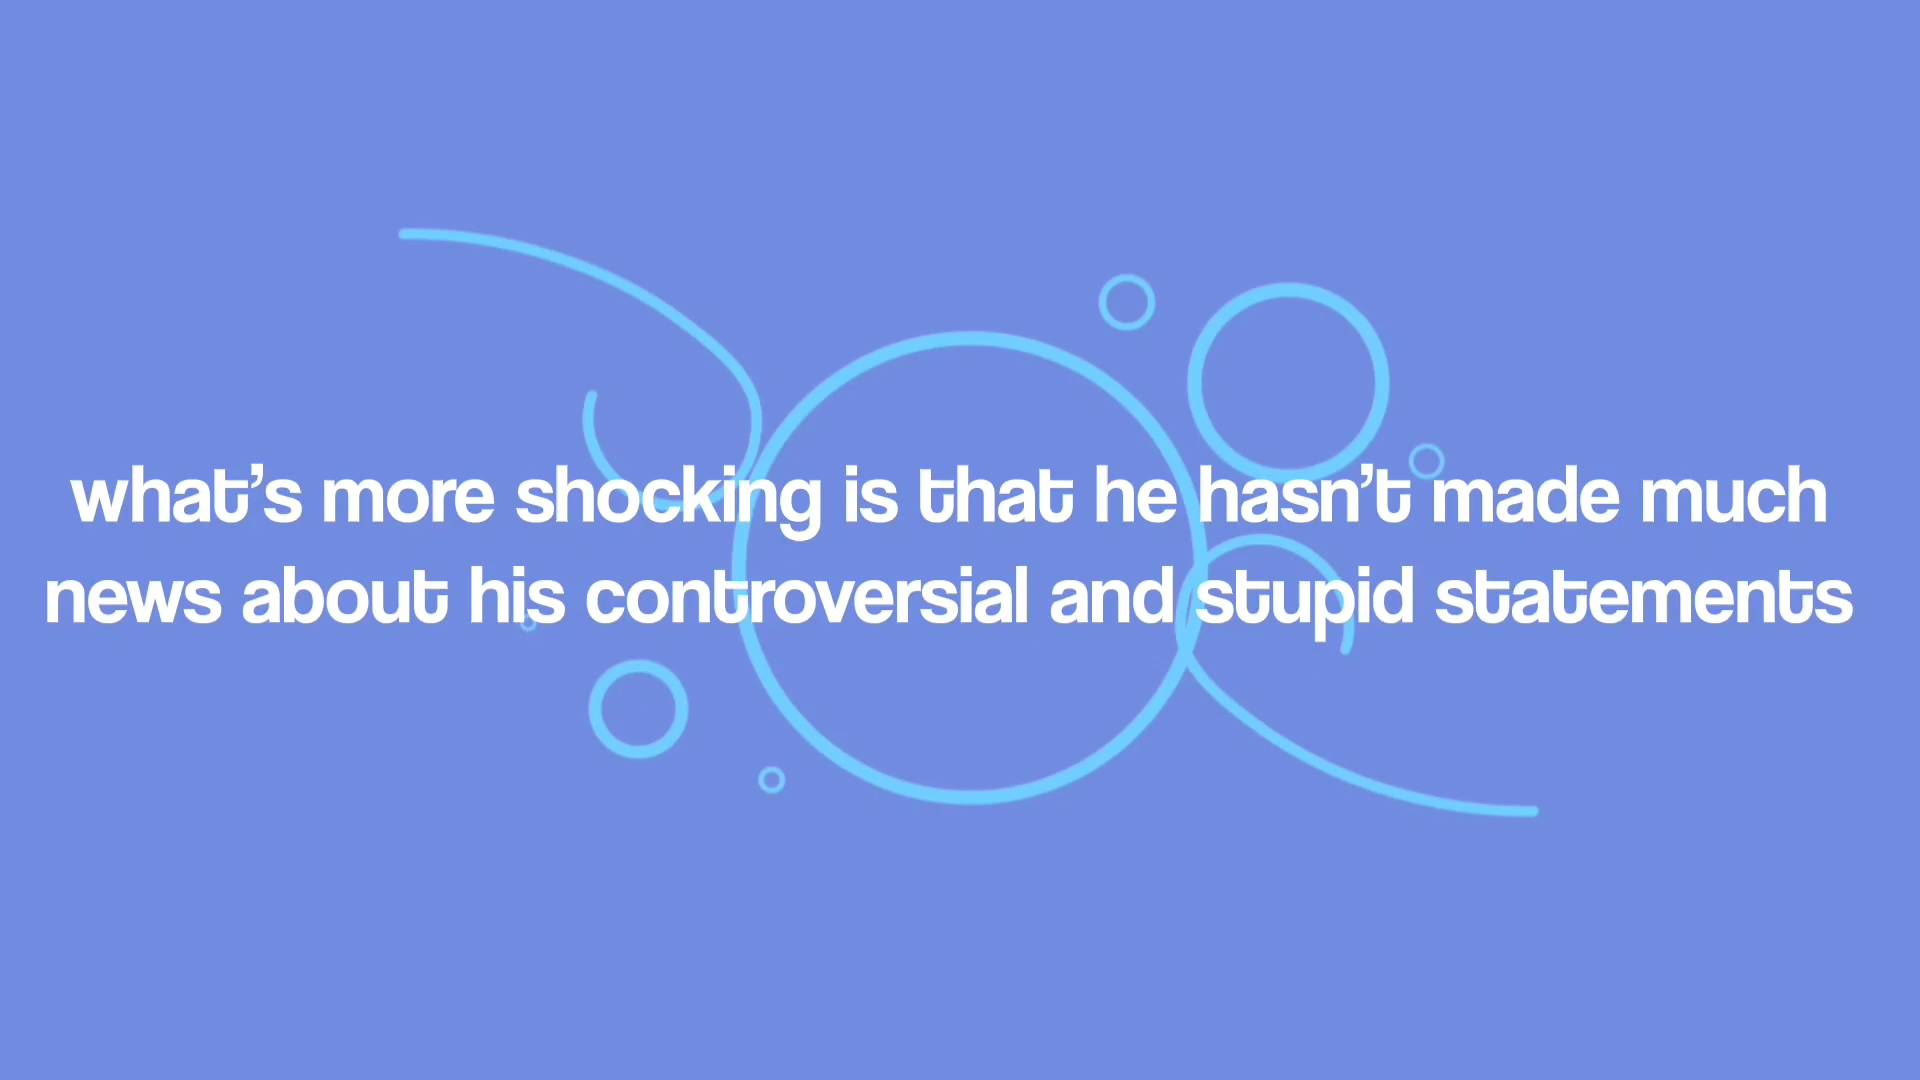 what’s more shocking is that he hasn’t made much
news about his controversial and stupid statements